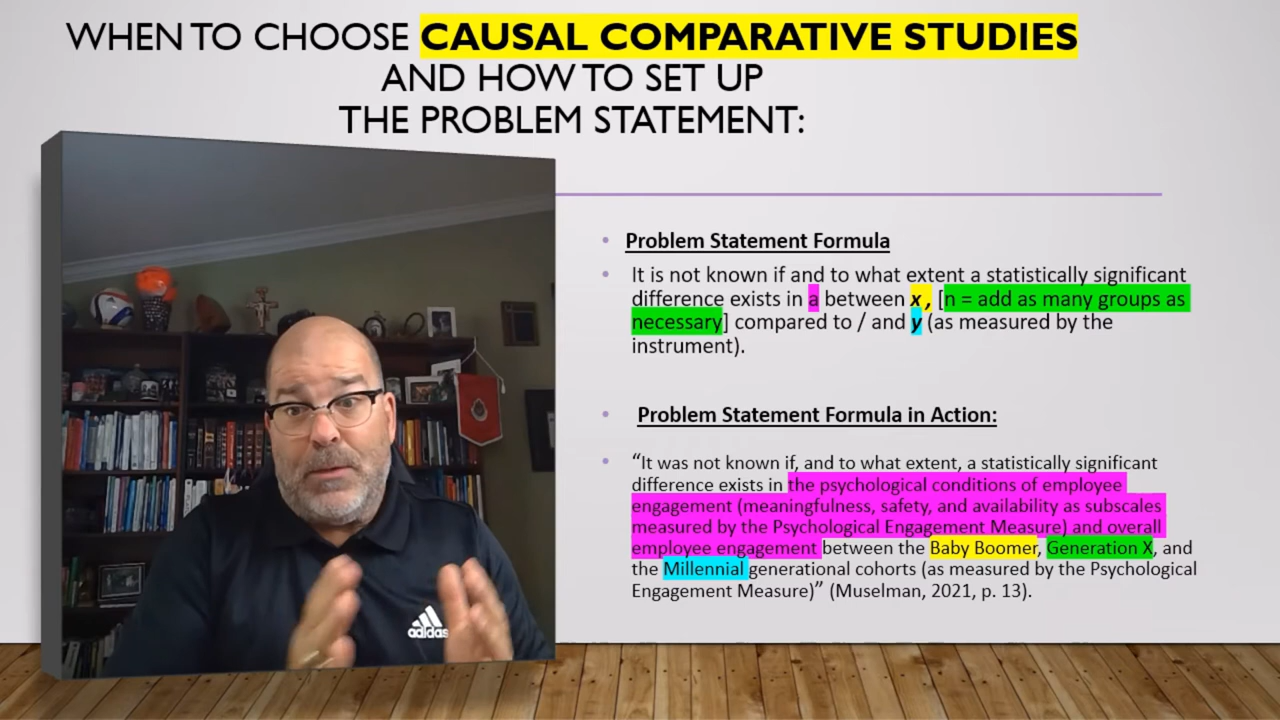 WHEN TO CHOOSE CAUSAL COMPARATIVE STUDIES
AND HOW TO SET UP
THE PROBLEM STATEMENT:
• Problem Statement Formula
• It is not known if and to what extent a statistically significant
difference exists in a between x, [n = add as many groups as
necessary] compared to / and y (as measured by the
instrument).
• Problem Statement Formula in Action:
• “It was not known if, and to what extent, a statistically significant
difference exists in the psychological conditions of employee
engagement (meaningfulness, safety, and availability as subscales
measured by the Psychological Engagement Measure) and overall
employee engagement between the Baby Boomer, Generation X, and
the Millennial generational cohorts (as measured by the Psychological
Engagement Measure)” (Muselman, 2021, p. 13).
adidas